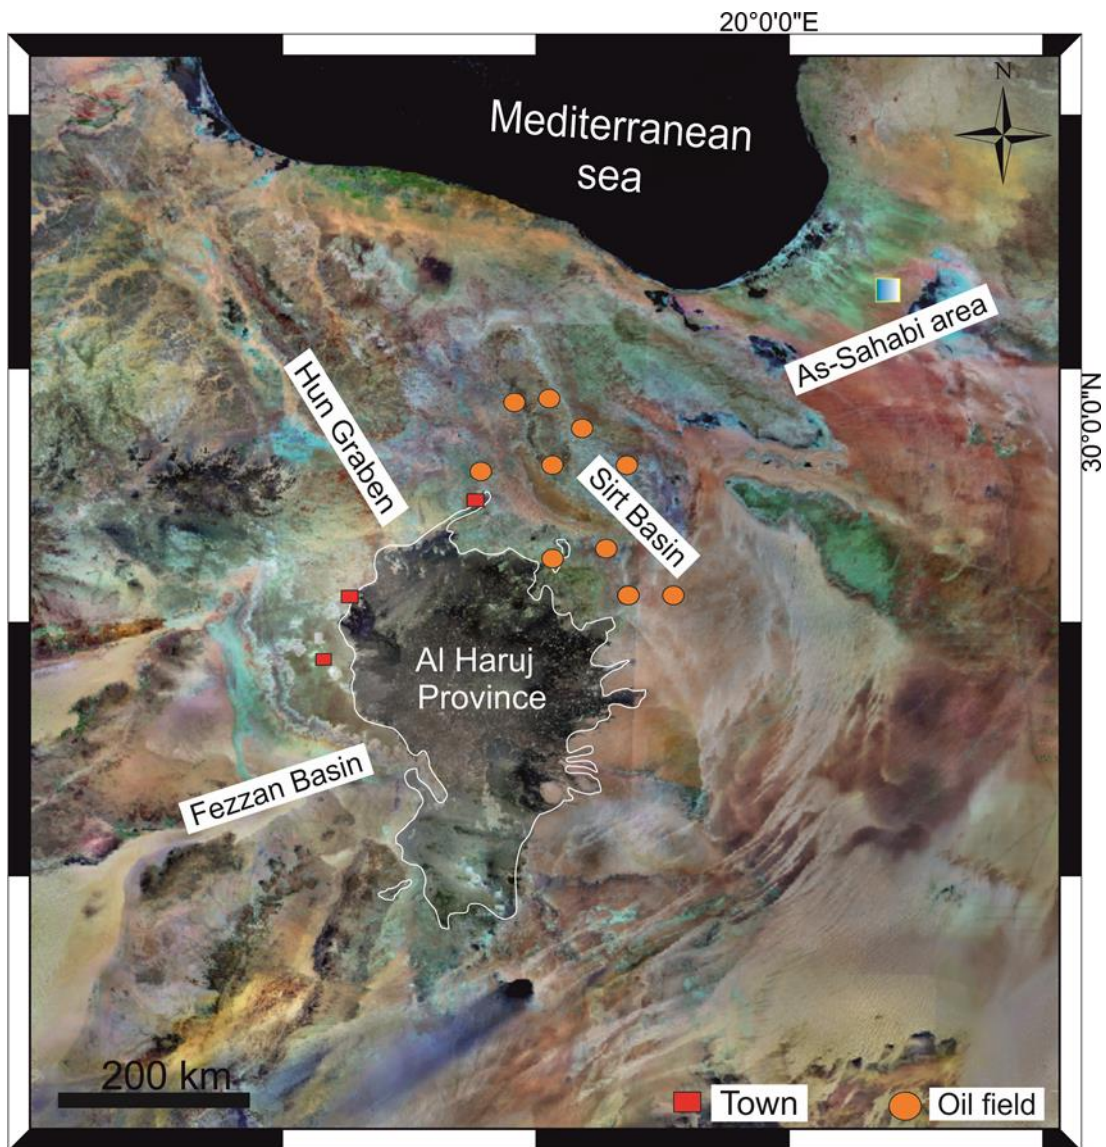 20°0'0"E
N
Mediterranean
sea
As-Sahabi area
30°0'0"N
Hun Graben
Sirt Basin
Al Haruj
Province
Fezzan Basin
200 km
Town
Oil field